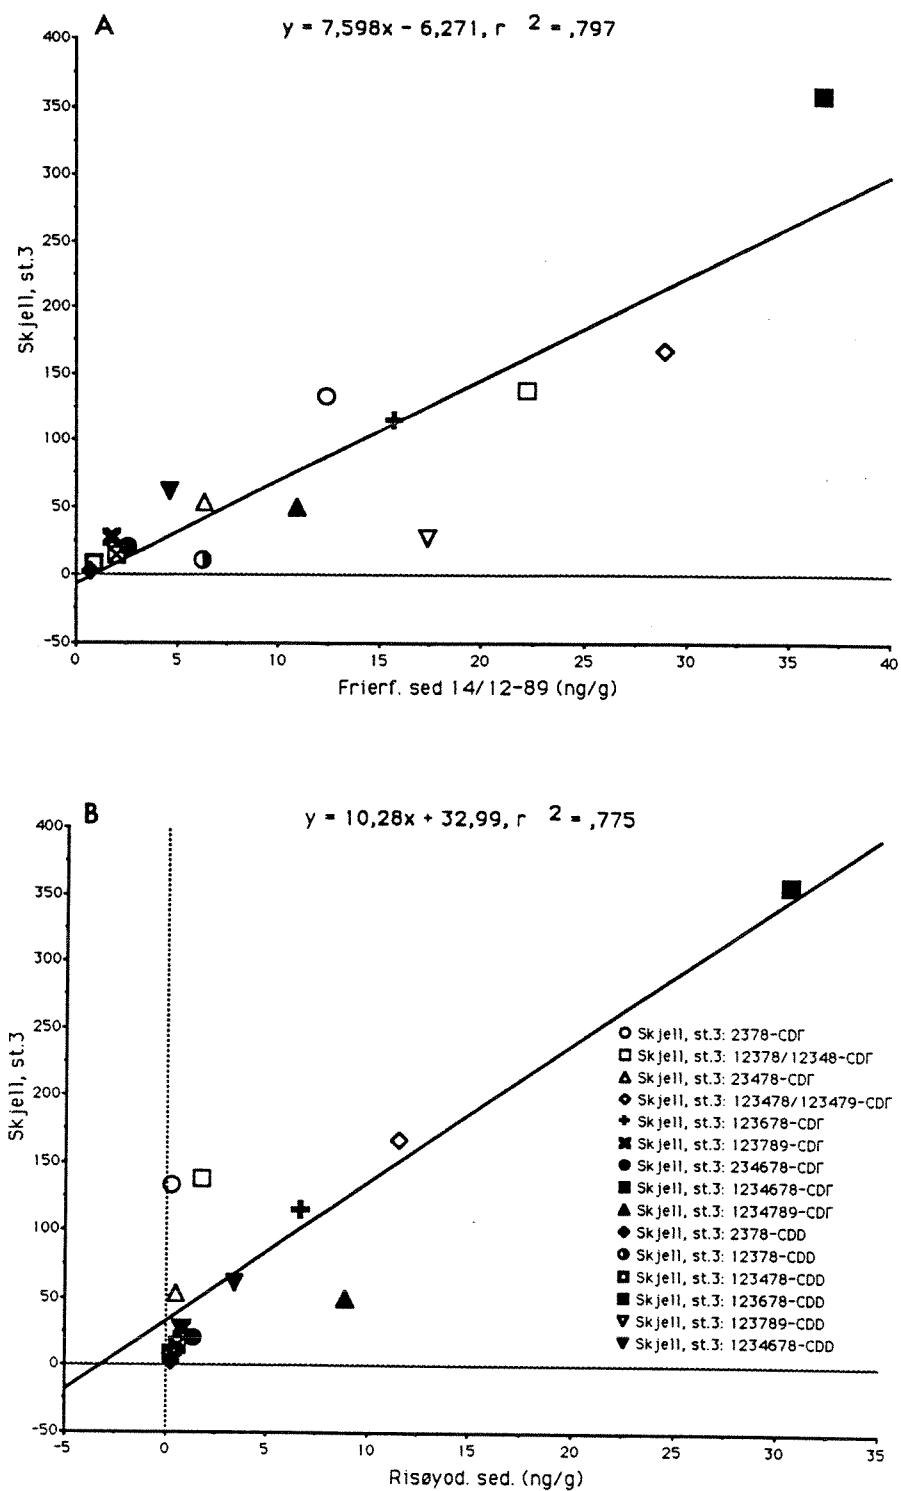 A
y = 7,598x - 6,271, r 2 = ,797
400
350
300
250
200
150
100
50
0
-50
Skjell, st.3
0 5 10 15 20 25 30 35 40
Frierf. sed 14/12-89 (ng/g)
B
y = 10,28x + 32,99, r 2 = ,775
400
350
300
250
200
150
100
50
0
-50
Skjell, st.3
Skjell, st.3: 2378-CDF
Skjell, st.3: 12378/12348-CDF
Skjell, st.3: 23478-CDF
Skjell, st.3: 123478/123479-CDF
Skjell, st.3: 123678-CDF
Skjell, st.3: 123789-CDF
Skjell, st.3: 234678-CDF
Skjell, st.3: 1234678-CDF
Skjell, st.3: 1234789-CDF
Skjell, st.3: 2378-CDD
Skjell, st.3: 12378-CDD
Skjell, st.3: 123478-CDD
Skjell, st.3: 123678-CDD
Skjell, st.3: 123789-CDD
Skjell, st.3: 1234678-CDD
-5 0 5 10 15 20 25 30 35
Risøyod. sed. (ng/g)